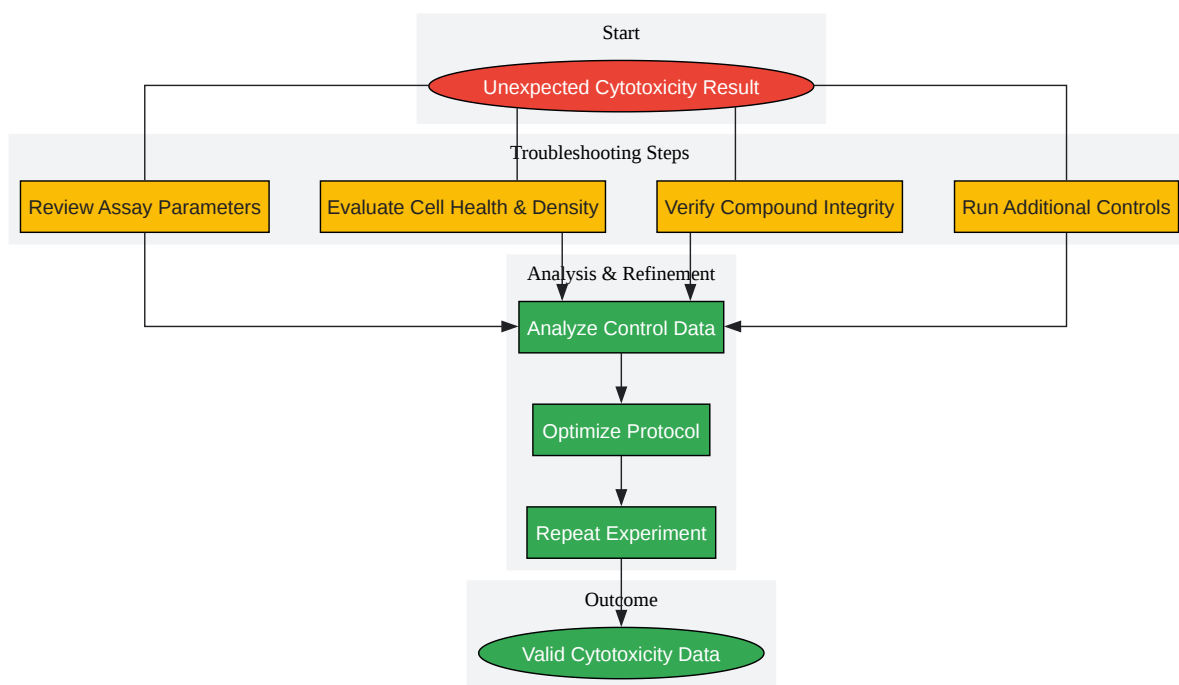 Start
Unexpected Cytotoxicity Result
Troubleshooting Steps
Review Assay Parameters
Evaluate Cell Health & Density
Verify Compound Integrity
Run Additional Controls
Analysis & Refinement
Analyze Control Data
Optimize Protocol
Repeat Experiment
Outcome
Valid Cytotoxicity Data